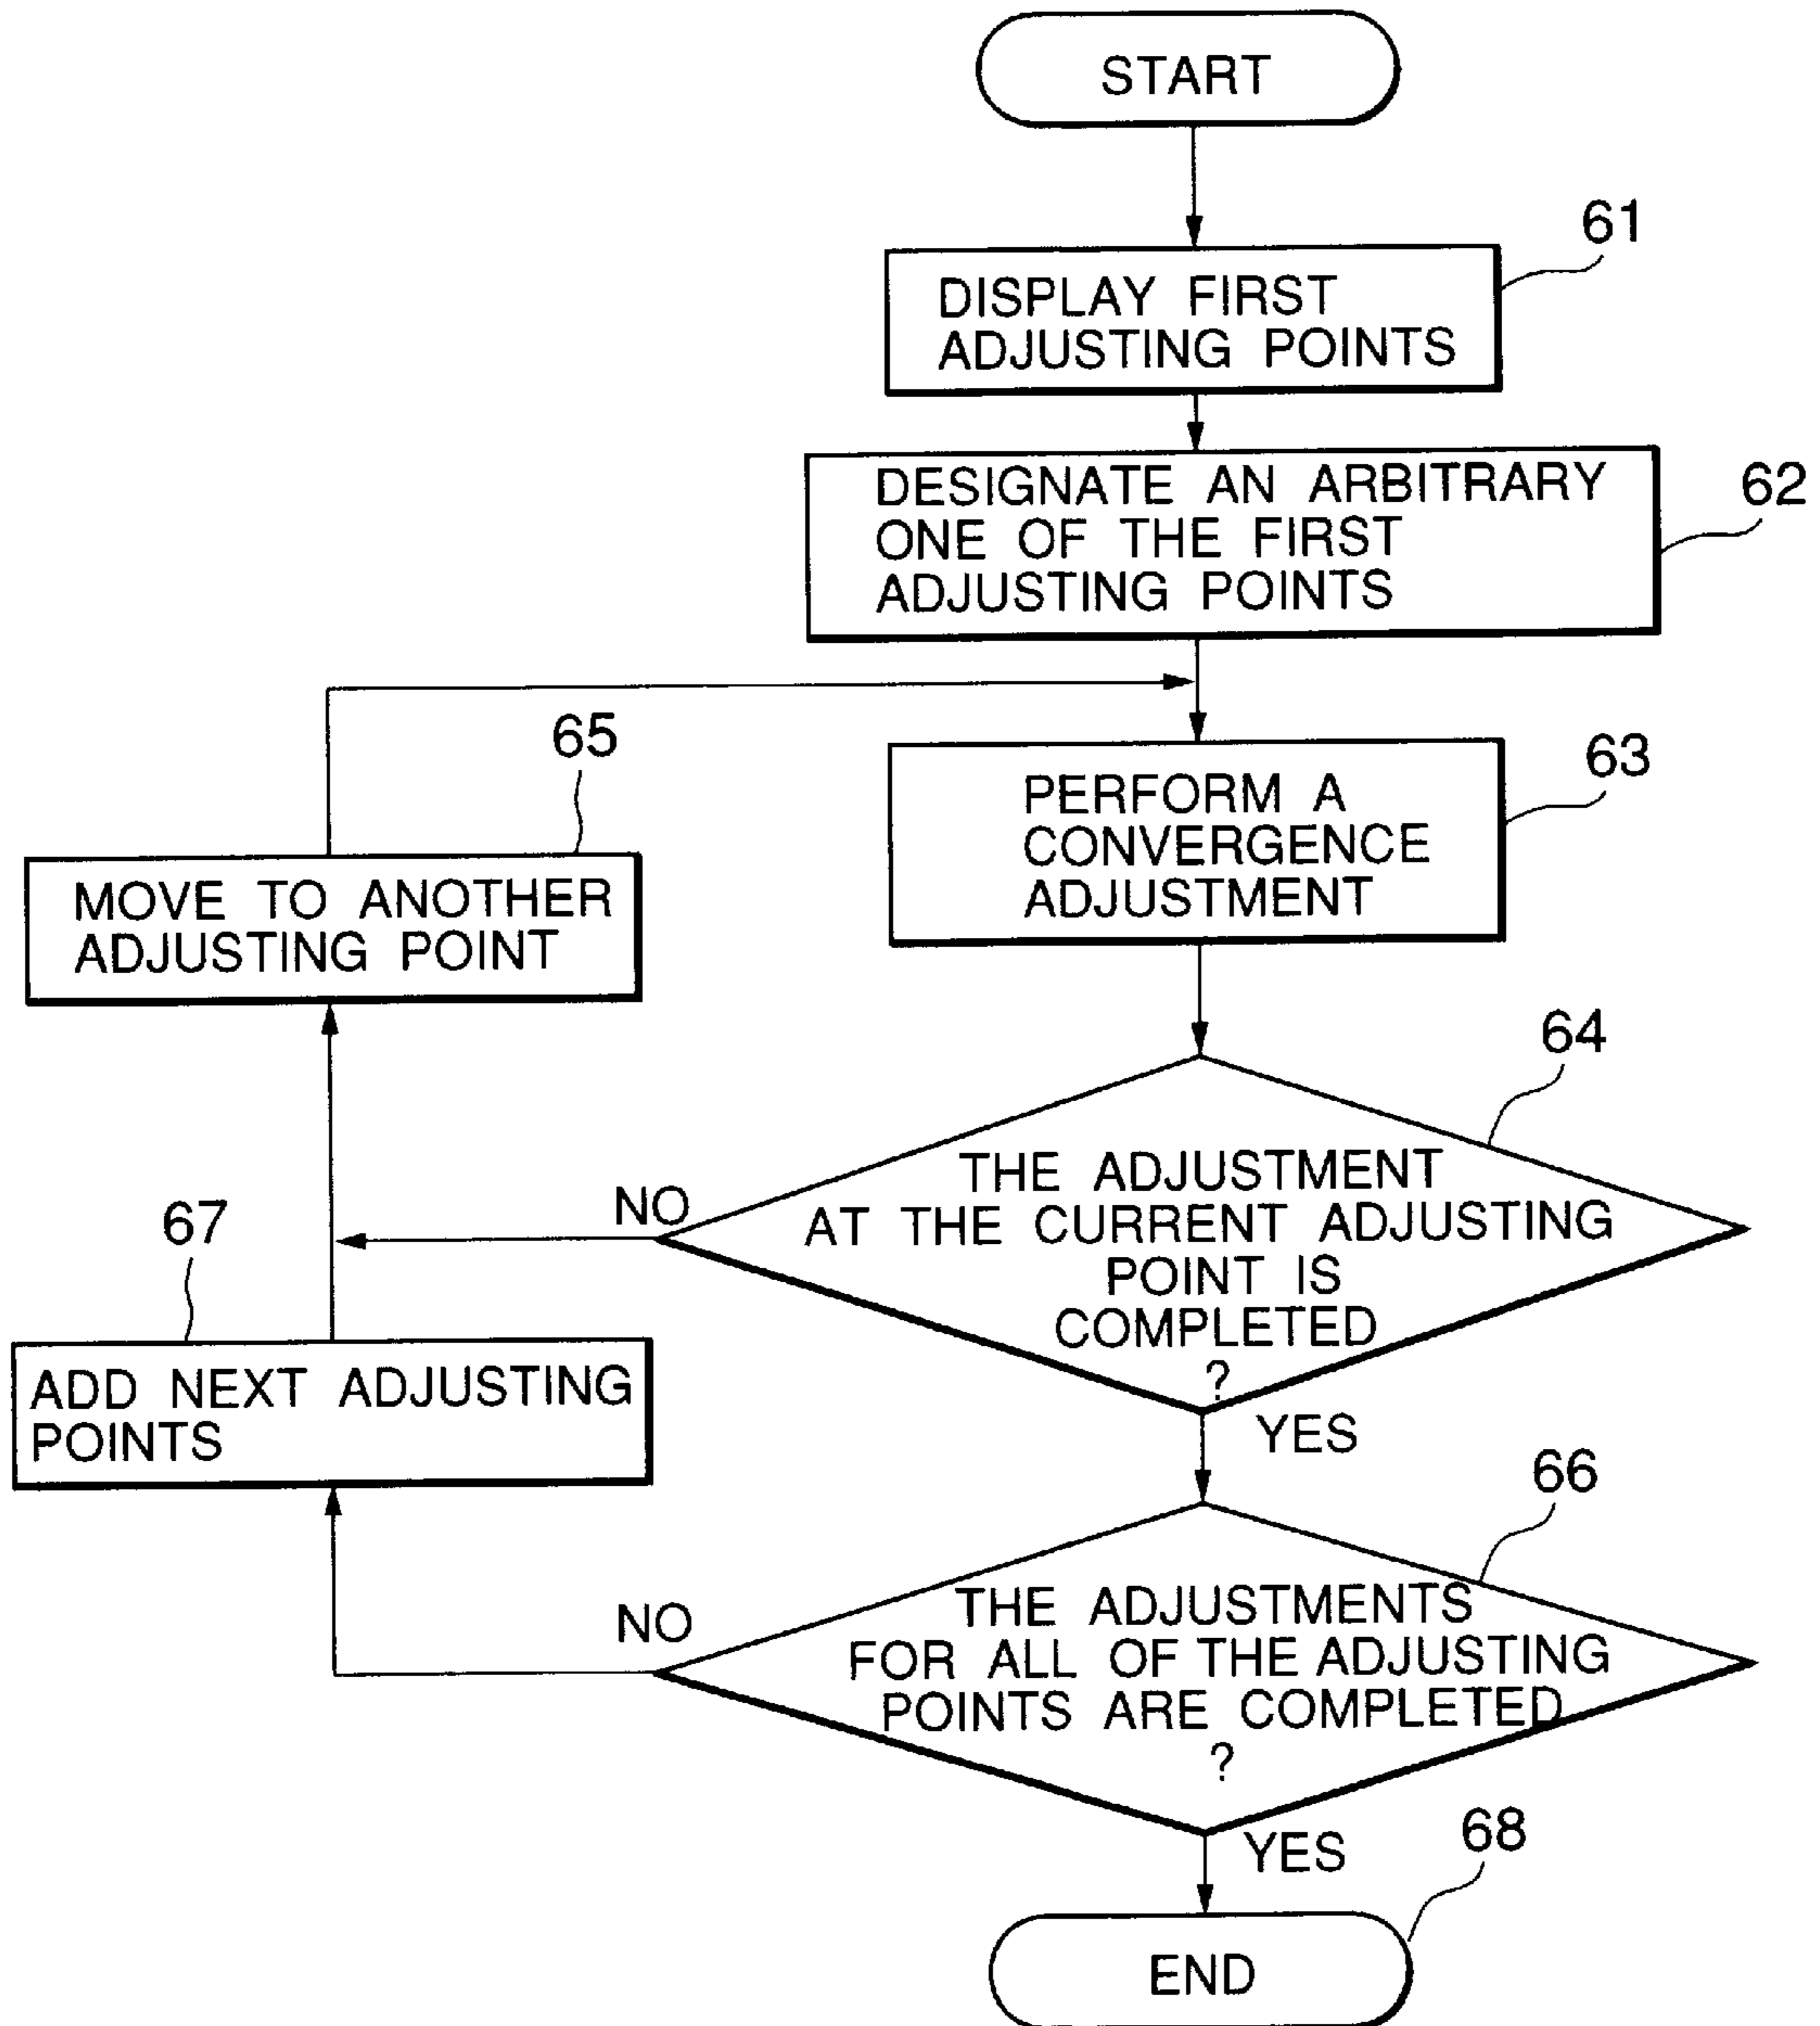 START
61
DISPLAY FIRST
ADJUSTING POINTS
DESIGNATE AN ARBITRARY
ONE OF THE FIRST
ADJUSTING POINTS
62
65
63
PERFORM A
CONVERGENCE
ADJUSTMENT
MOVE TO ANOTHER
ADJUSTING POINT
64
THE ADJUSTMENT
AT THE CURRENT ADJUSTING
POINT IS
COMPLETED
?
NO
67
ADD NEXT ADJUSTING
POINTS
YES
66
THE ADJUSTMENTS
FOR ALL OF THE ADJUSTING
POINTS ARE COMPLETED
?
NO
YES
68
END